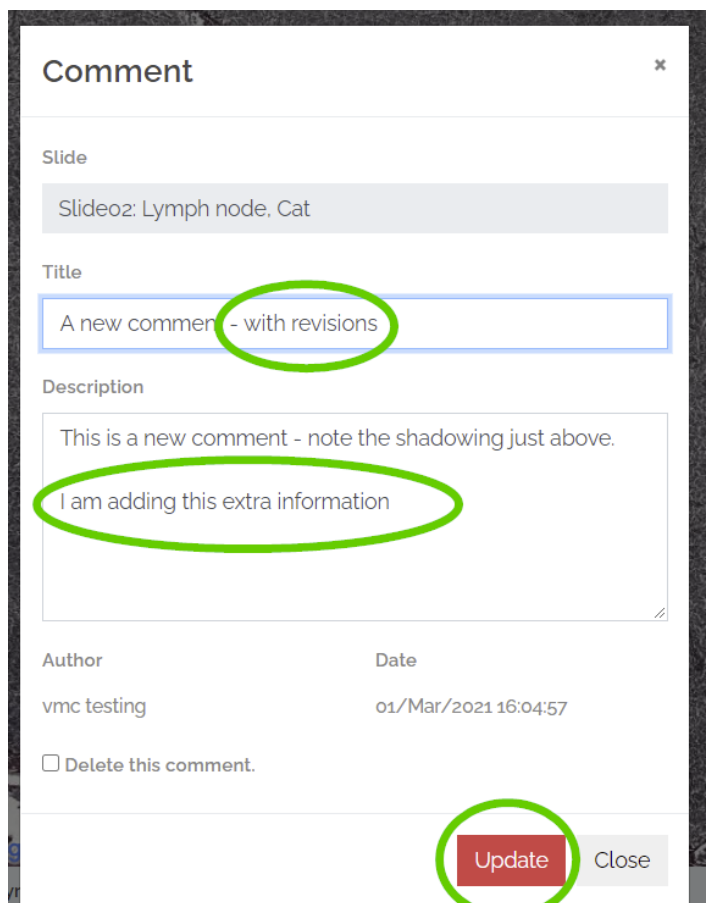 Comment
×
Slide
Slide02: Lymph node, Cat
Title
A new commen - with revisions
Description
This is a new comment - note the shadowing just above.
I am adding this extra information
Author Date
vmc testing 01/Mar/2021 16:04:57
Delete this comment.
Update Close